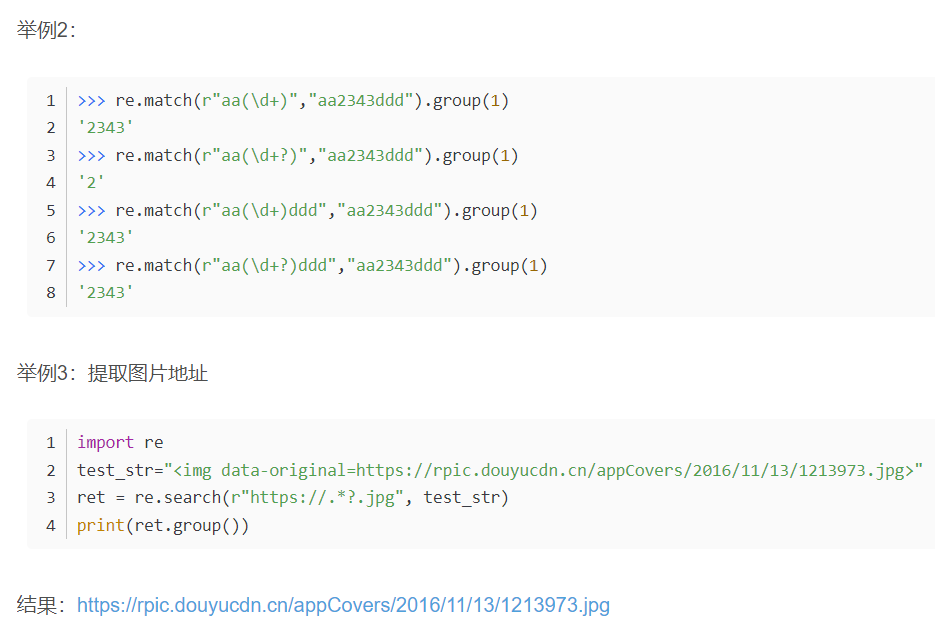 举例2：
1 >>> re.match(r"aa(\d+)","aa2343ddd").group(1)
2 '2343'
3 >>> re.match(r"aa(\d+?)","aa2343ddd").group(1)
4 '2'
5 >>> re.match(r"aa(\d+)ddd","aa2343ddd").group(1)
6 '2343'
7 >>> re.match(r"aa(\d+?)ddd","aa2343ddd").group(1)
8 '2343'
举例3：提取图片地址
1 import re
2 test_str="<img data-original=https://rpic.douyucdn.cn/appCovers/2016/11/13/1213973.jpg>"
3 ret = re.search(r"https://.*?.jpg", test_str)
4 print(ret.group())
结果：https://rpic.douyucdn.cn/appCovers/2016/11/13/1213973.jpg